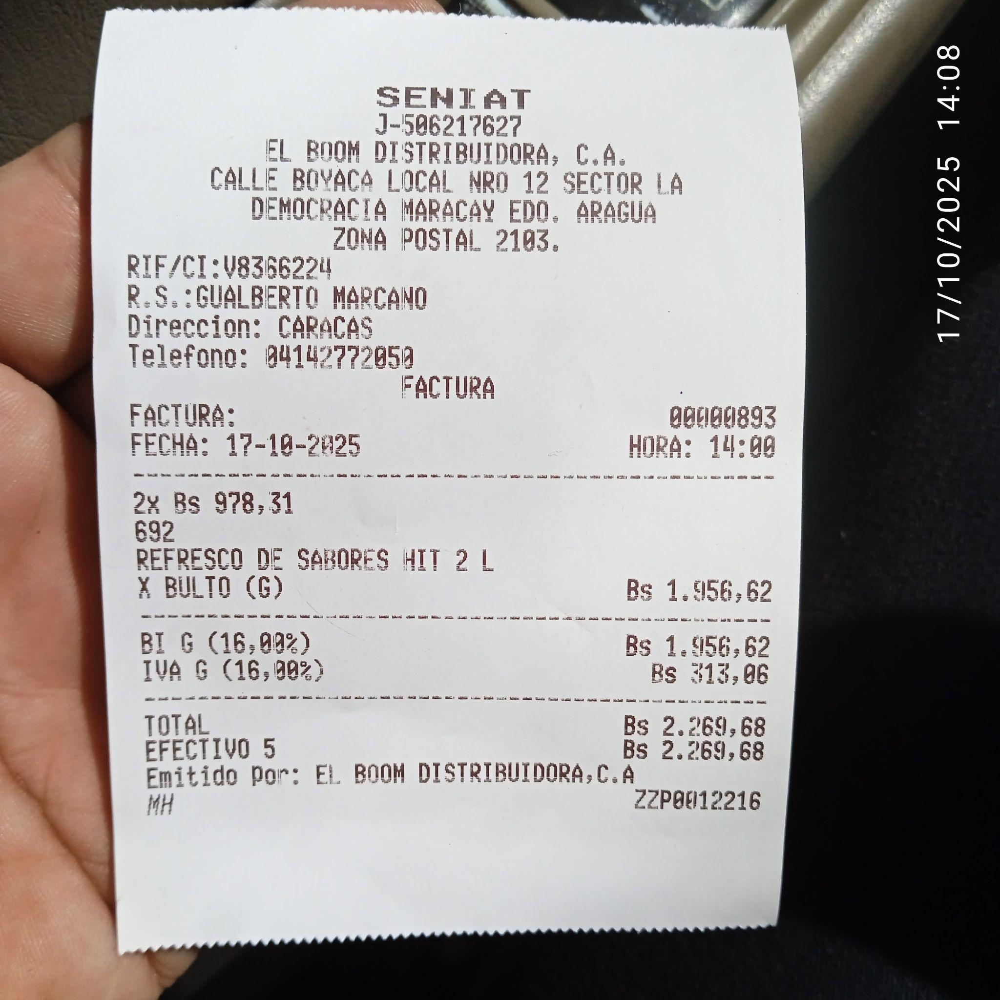 SENIAT
J-506217627
EL BOOM DISTRIBUIDORA, C.A.
CALLE BOYACA LOCAL NRO 12 SECTOR LA
DEMOCRACIA MARACAY EDO. ARAGUA
ZONA POSTAL 2103.
RIF/CI:V8366224
R.S.:GUALBERTO MARCANO
Direccion: CARACAS
Telefono: 04142772050
FACTURA
FACTURA: 00000893
FECHA: 17-10-2025 HORA: 14:00
2x Bs 978,31
692
REFRESCO DE SABORES HIT 2 L
X BULTO (G) Bs 1.956,62
BI G (16,00%) Bs 1.956,62
IVA G (16,00%) Bs 313,06
TOTAL Bs 2.269,68
EFECTIVO 5 Bs 2.269,68
Emitido por: EL BOOM DISTRIBUIDORA,C.A
MH ZZP0012216
17/10/2025 14:08